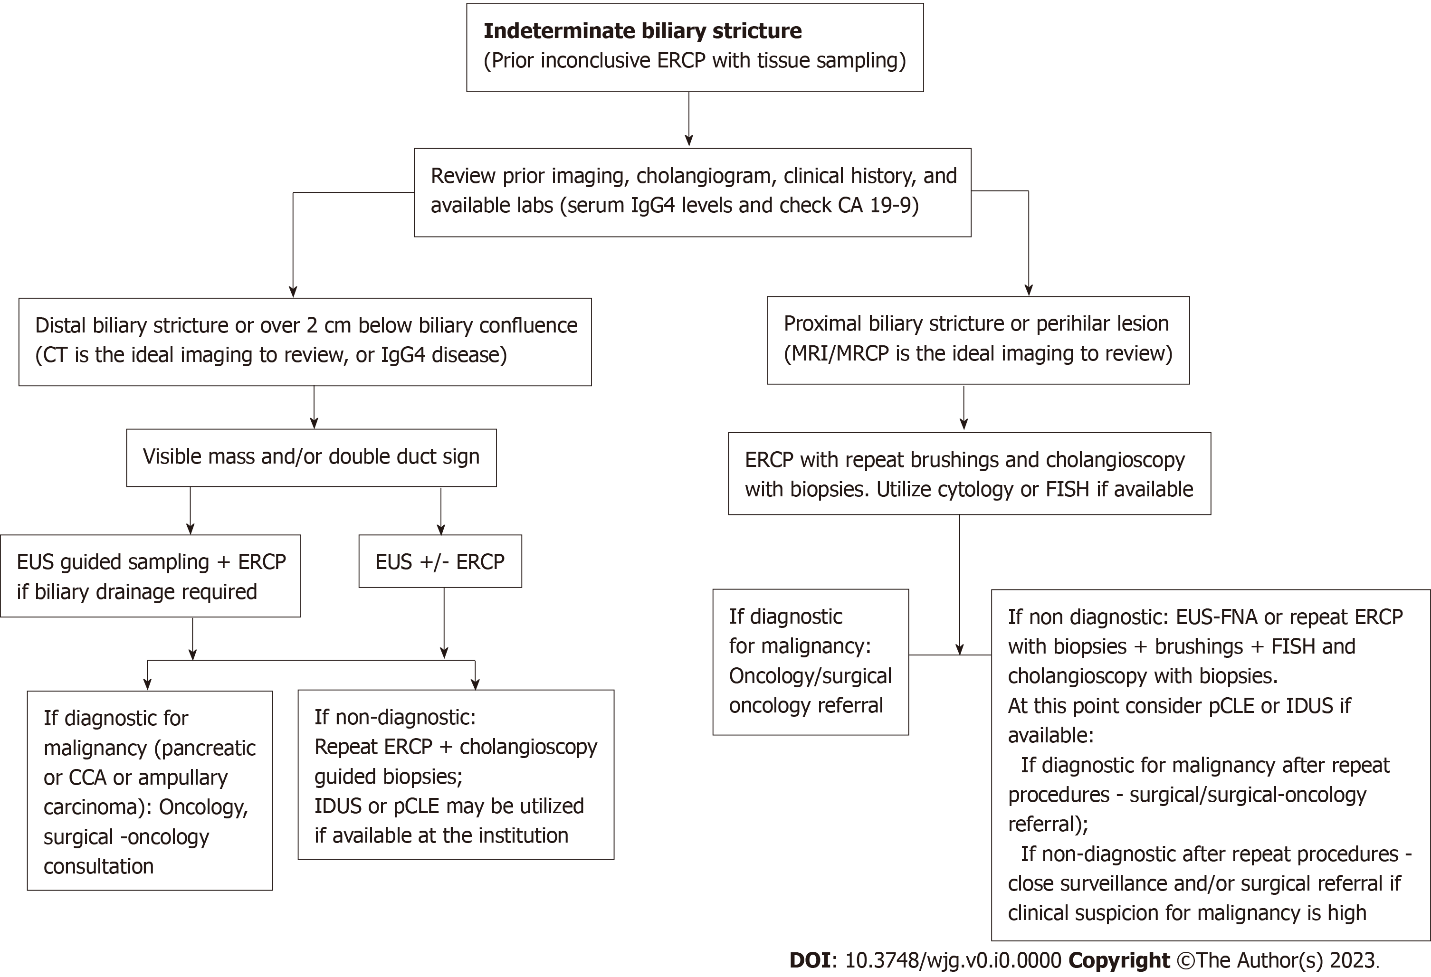 Indeterminate biliary stricture
(Prior inconclusive ERCP with tissue sampling)
Review prior imaging, cholangiogram, clinical history, and
available labs (serum IgG4 levels and check CA 19-9)
Distal biliary stricture or over 2 cm below biliary confluence
(CT is the ideal imaging to review, or IgG4 disease)
Visible mass and/or double duct sign
EUS guided sampling + ERCP
if biliary drainage required
EUS +/- ERCP
If diagnostic for
malignancy (pancreatic
or CCA or ampullary
carcinoma): Oncology,
surgical -oncology
consultation
If non-diagnostic:
Repeat ERCP + cholangioscopy
guided biopsies;
IDUS or pCLE may be utilized
if available at the institution
Proximal biliary stricture or perihilar lesion
(MRI/MRCP is the ideal imaging to review)
ERCP with repeat brushings and cholangioscopy
with biopsies. Utilize cytology or FISH if available
If diagnostic
for malignancy:
Oncology/surgical
oncology referral
If non diagnostic: EUS-FNA or repeat ERCP
with biopsies + brushings + FISH and
cholangioscopy with biopsies.
At this point consider pCLE or IDUS if
available:
If diagnostic for malignancy after repeat
procedures - surgical/surgical-oncology
referral);
If non-diagnostic after repeat procedures -
close surveillance and/or surgical referral if
clinical suspicion for malignancy is high
DOI: 10.3748/wjg.v0.i0.0000 Copyright ©The Author(s) 2023.